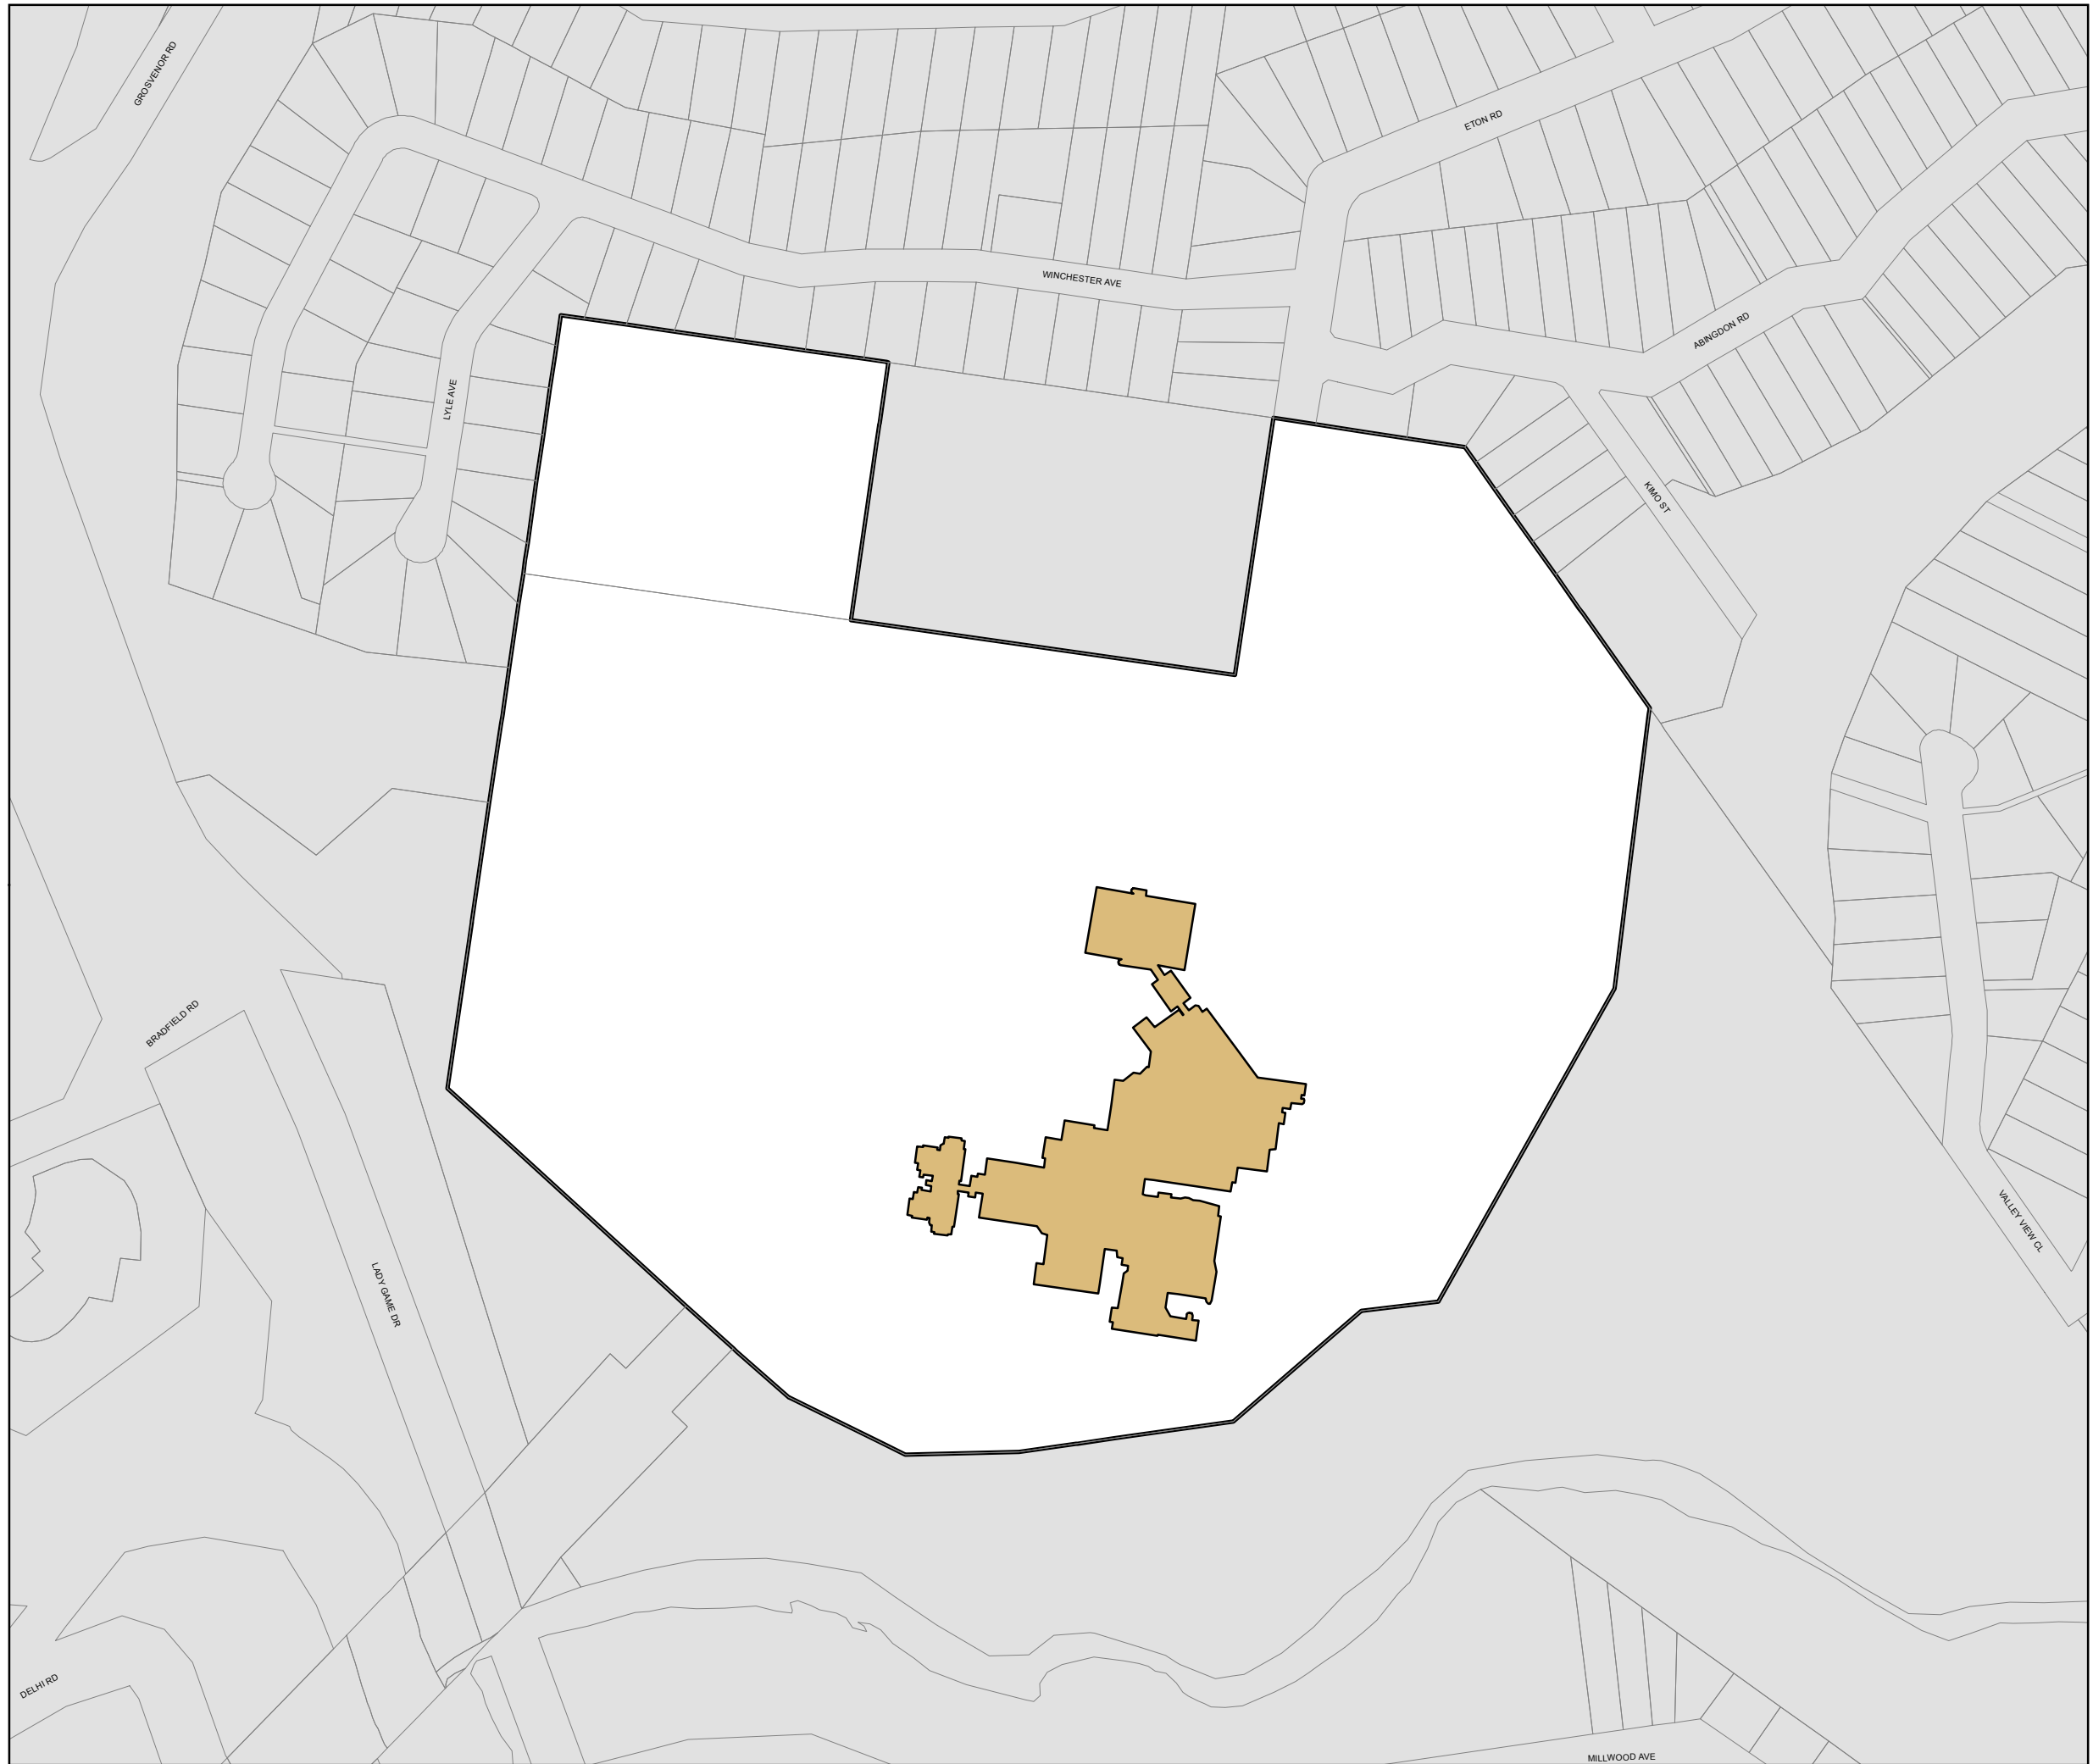 GROSVENOR RD
ETON RD
WINCHESTER AVE
ABINGDON RD
LYLE AVE
KIMO ST
BRADFIELD RD
VALLEY VIEW CL
LADY GAME DR
DELHI RD
MILLWOOD AVE